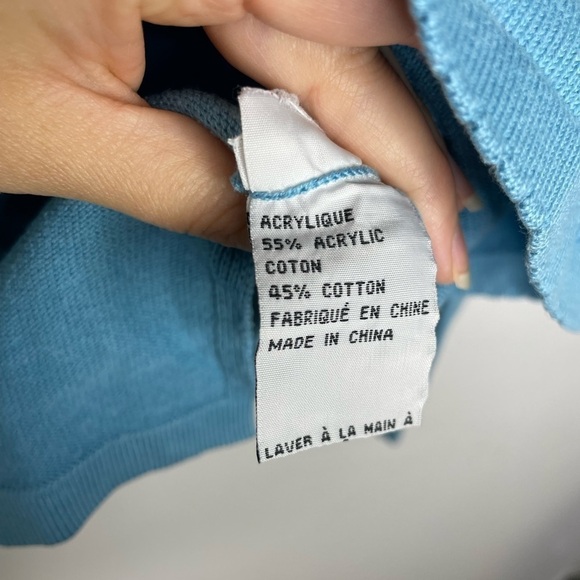 ACRYLIQUE
55% ACRYLIC
COTON
45% COTTON
FABRIQUÉ EN CHINE
MADE IN CHINA
LAVER À LA MAIN À